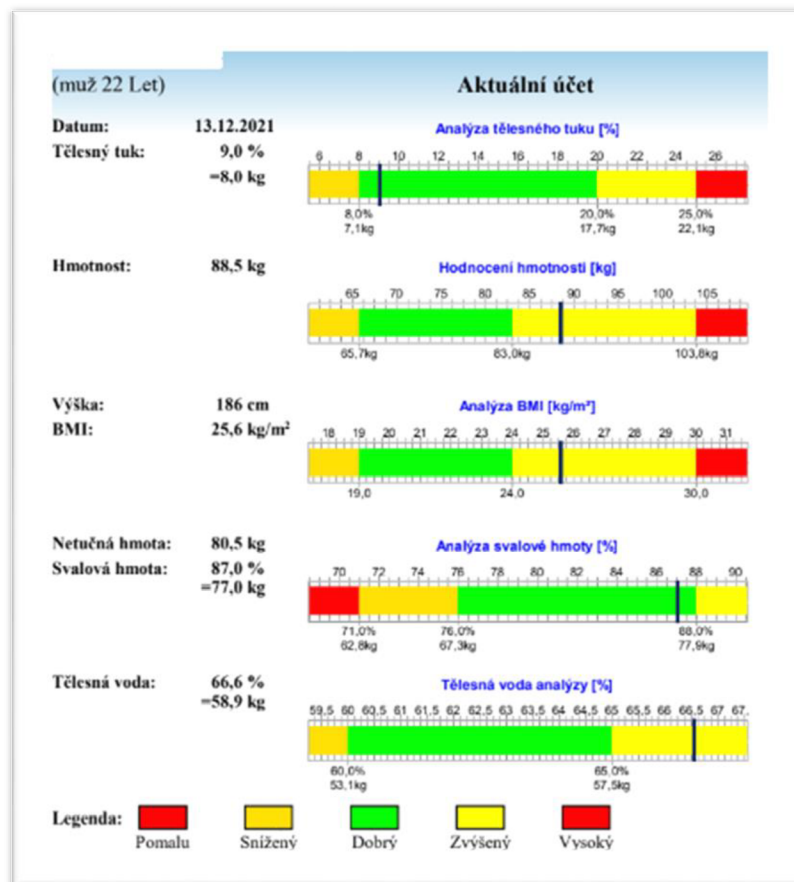 (muž 22 Let) Aktuální účet
Datum: 13.12.2021 Analýza tělesného tuku [%]
Tělesný tuk: 9,0 % 6 8 10 12 14 16 18 20 22 24 26
=8,0 kg
8,0% 20,0% 25,0%
7,1kg 17,7kg 22,1kg
Hmotnost: 88,5 kg Hodnocení hmotnosti [kg]
65 70 75 80 85 90 95 100 105
65,7kg 83,0kg 103,8kg
Výška: 186 cm Analýza BMI [kg/m²]
BMI: 25,6 kg/m² 18 19 20 21 22 23 24 25 26 27 28 29 30 31
19,0 24,0 30,0
Netučná hmota: 80,5 kg Analýza svalové hmoty [%]
Svalová hmota: 87,0 % 70 72 74 76 78 80 82 84 86 88 90
=77,0 kg
71,0% 76,0% 88,0%
62,8kg 67,3kg 77,9kg
Tělesná voda: 66,6 % Tělesná voda analýzy [%]
=58,9 kg 59,5 60 60,5 61 61,5 62 62,5 63 63,5 64 64,5 65 65,5 66 66,5 67 67,
60,0% 65,0%
53,1kg 57,5kg
Legenda:
Pomalu Snížený Dobrý Zvýšený Vysoký